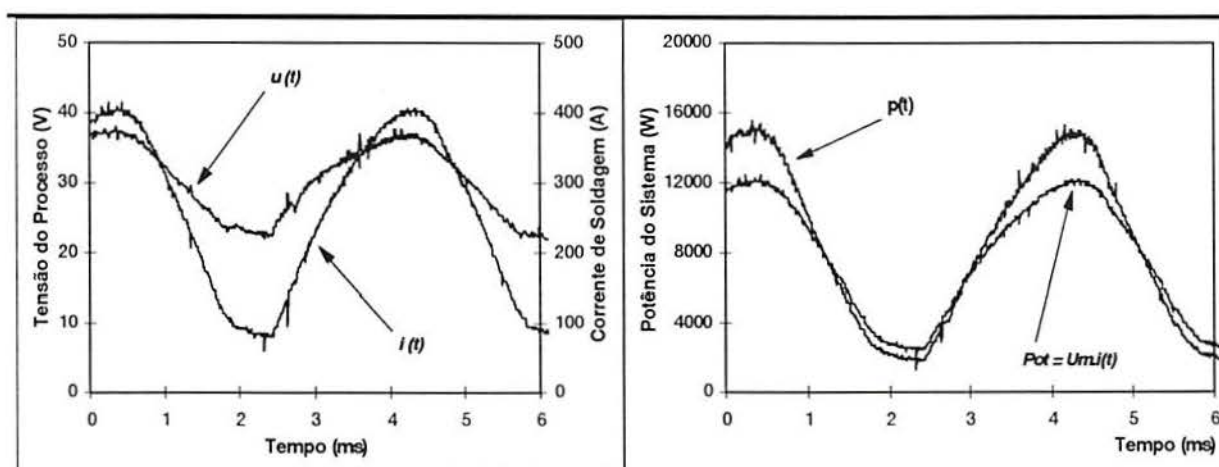 50
40
30
20
10
0
Tensão do Processo (V)
u (t)
i (t)
500
400
300
200
100
0
Corrente de Soldagem (A)
0 1 2 3 4 5 6
Tempo (ms)
20000
16000
12000
8000
4000
0
Potência do Sistema (W)
p(t)
Pot = Um.i(t)
0 1 2 3 4 5 6
Tempo (ms)